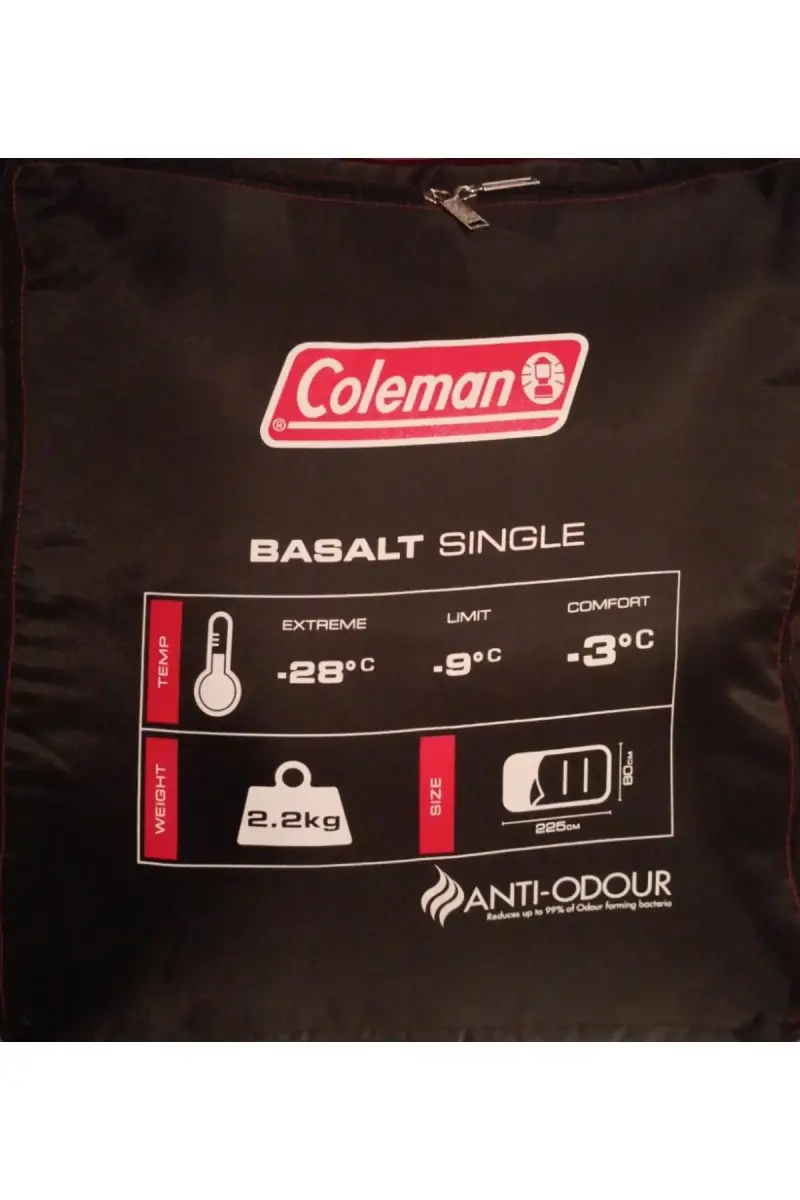 Coleman
®
BASALT SINGLE
TEMP
EXTREME
-28°C
LIMIT
-9°C
COMFORT
-3°C
WEIGHT
2.2kg
SIZE
80CM
225CM
ANTI-ODOUR
Reduces up to 99% of Odour forming bacteria